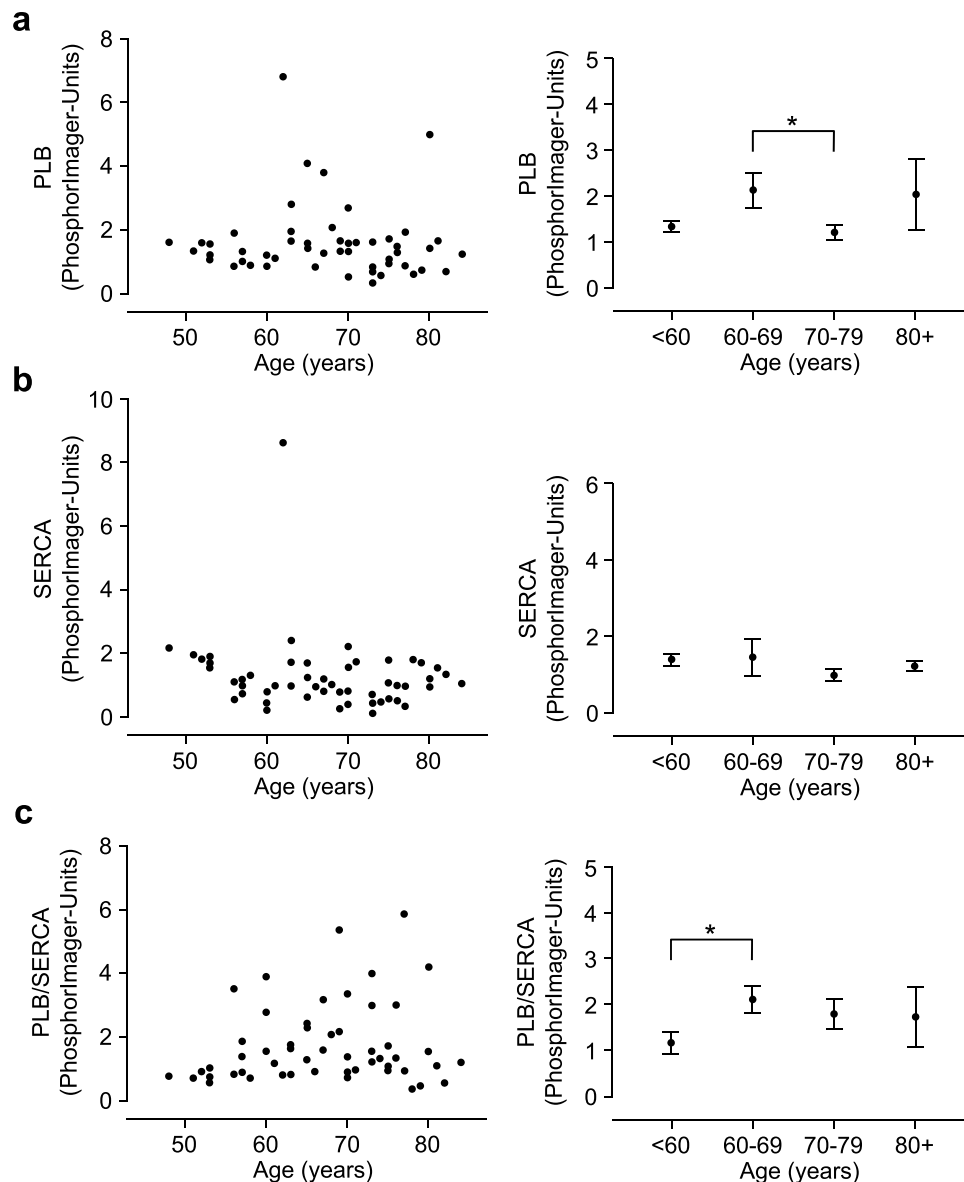 a
PLB
(PhosphorImager-Units)
8
6
4
2
0
50 60 70 80
Age (years)
PLB
(PhosphorImager-Units)
5
4
3
2
1
0
*
<60 60-69 70-79 80+
Age (years)
b
SERCA
(PhosphorImager-Units)
10
8
6
4
2
0
50 60 70 80
Age (years)
SERCA
(PhosphorImager-Units)
6
4
2
0
<60 60-69 70-79 80+
Age (years)
c
PLB/SERCA
(PhosphorImager-Units)
8
6
4
2
0
50 60 70 80
Age (years)
PLB/SERCA
(PhosphorImager-Units)
5
4
3
2
1
0
*
<60 60-69 70-79 80+
Age (years)